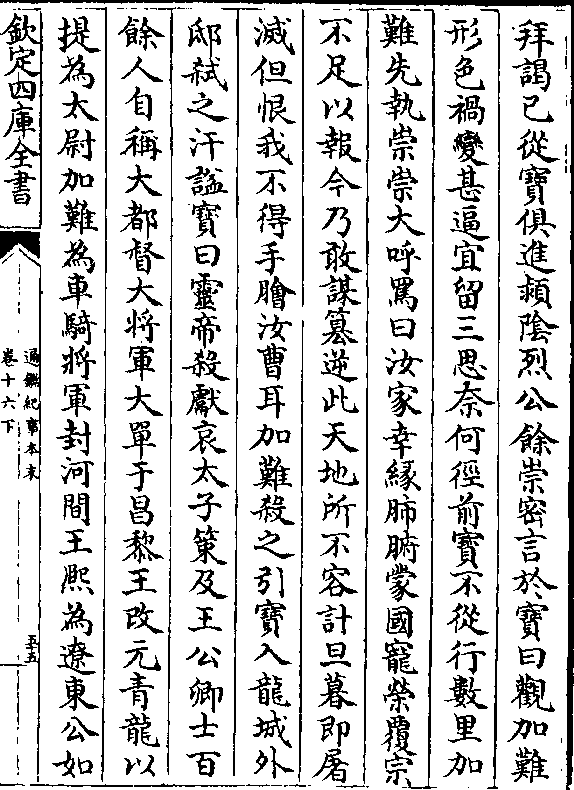 拜謁已從寶俱進頴陰烈公餘崇密言於寶曰觀加難
形色禍變甚逼宜留三思奈何徑前寶不從行數里加
難先執崇崇大呼罵曰汝家幸緣肺腑蒙國寵榮覆宗
不足以報今乃敢謀簒逆此天地所不容計旦暮即屠
滅但恨我不得手膾汝曹耳加難殺之引寶入龍城外
邸弑之汗諡寶曰靈帝殺獻哀太子策及王公卿士百
餘人自稱大都督大將軍大單于昌黎王改元青龍以
提為太尉加難為車騎將軍封河間王熙為遼東公如
欽定四庫全書
通鑑紀事本末
卷十六下
五五